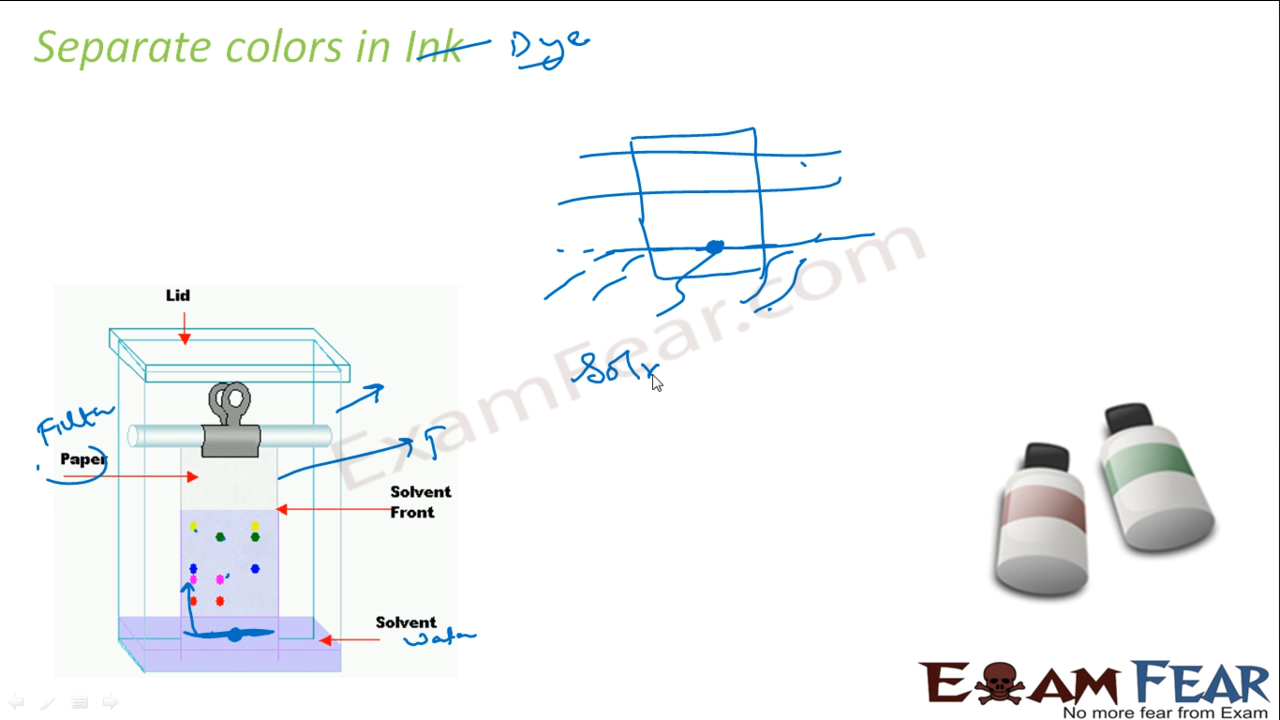 Separate colors in Ink Dye
ExamFear.com
Lid
Filter
Paper
Solvent
Front
Solvent
Water
EXAM FEAR
No more fear from Exam